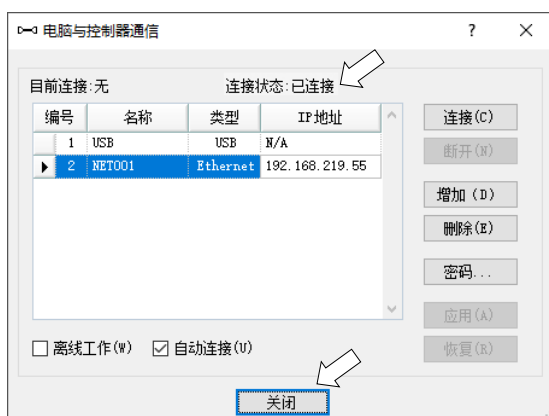 电脑与控制器通信
目前连接:无 连接状态:已连接
编号 名称 类型 IP地址
1 USB USB N/A
2 NET001 Ethernet 192.168.219.55
连接(C)
断开(N)
增加 (D)
删除(E)
密码...
应用(A)
恢复(R)
离线工作(W) 自动连接(U)
关闭